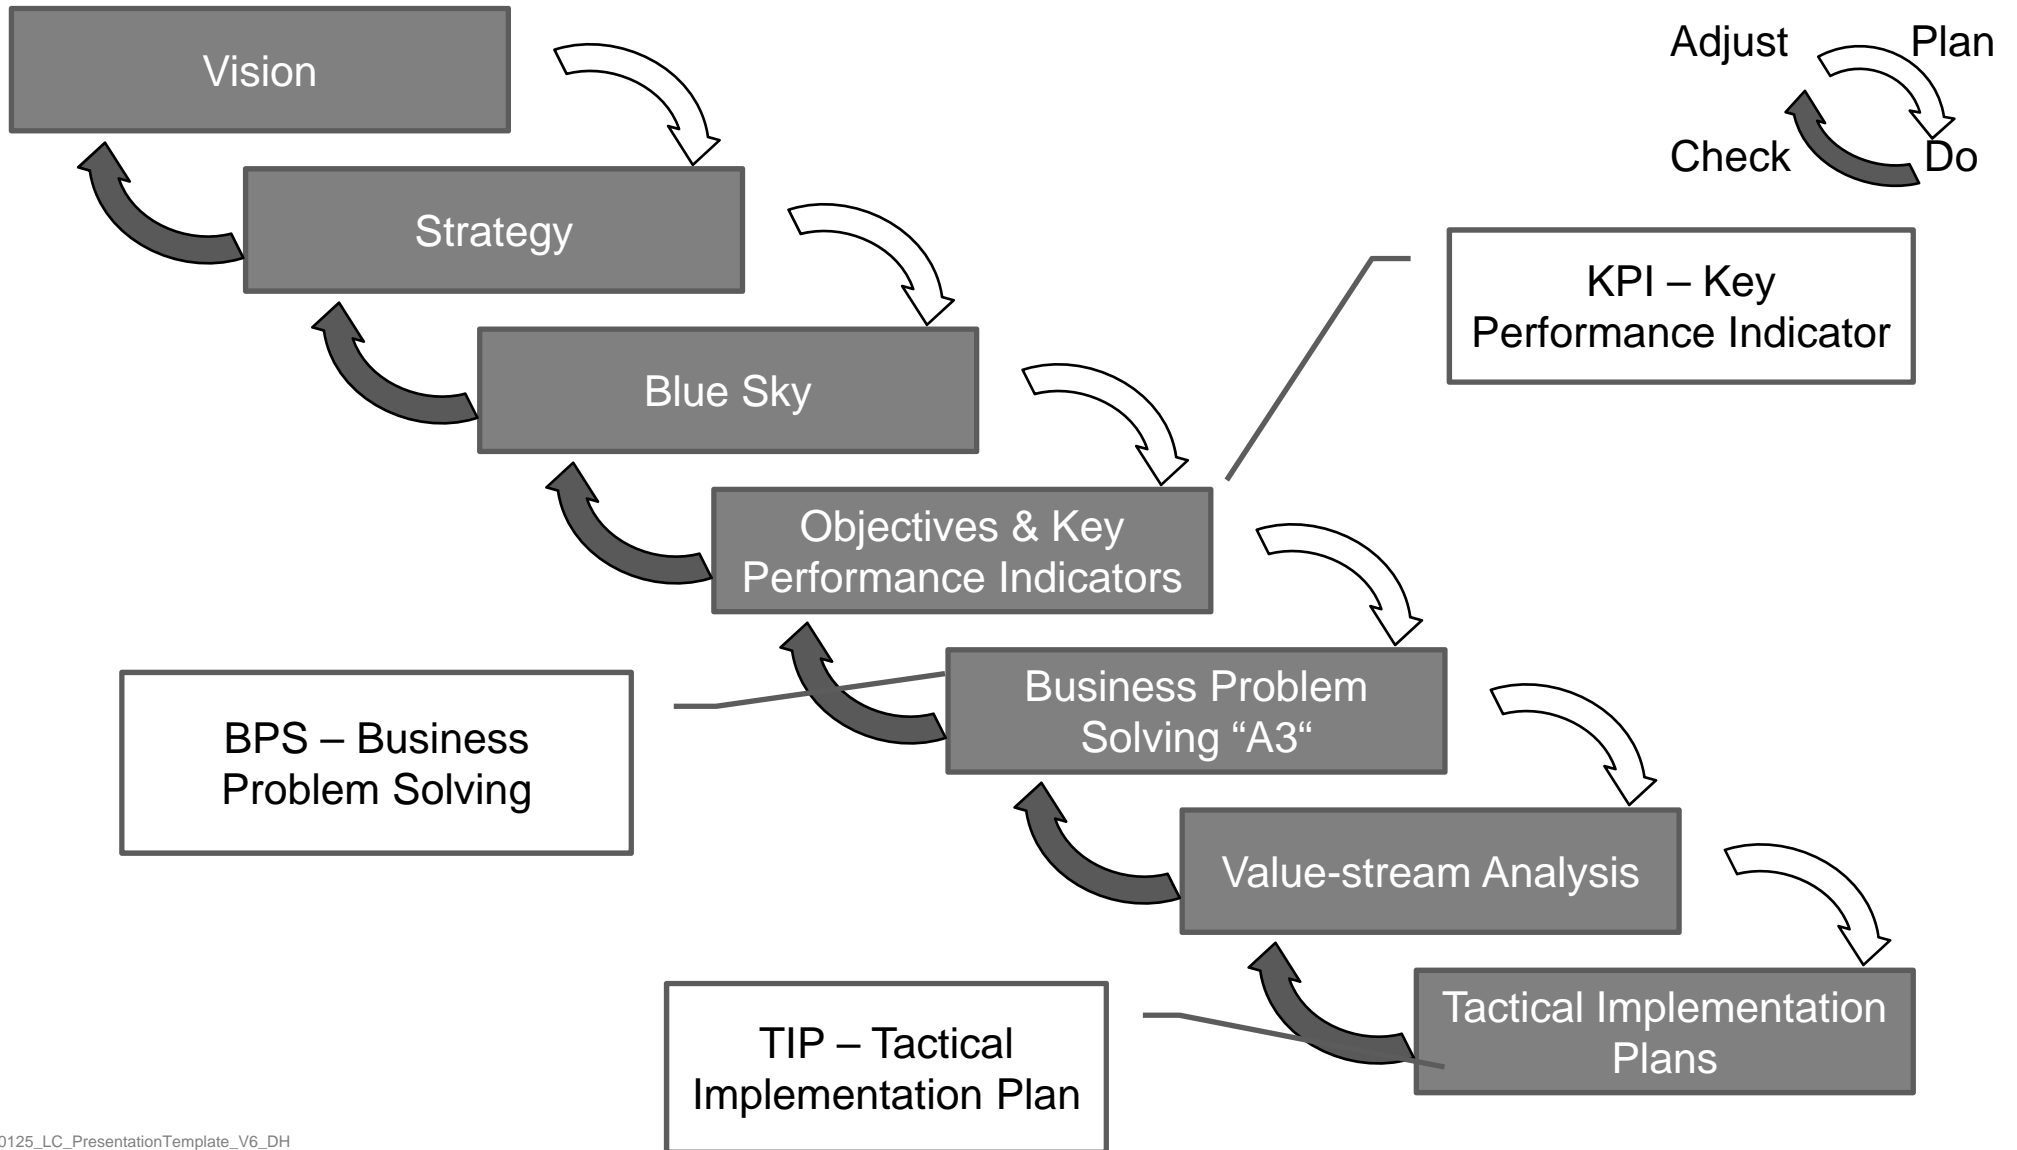 Vision
Adjust
Plan
Check
Do
Strategy
KPI – Key
Performance Indicator
Blue Sky
Objectives & Key
Performance Indicators
Business Problem
Solving “A3“
BPS – Business
Problem Solving
Value-stream Analysis
Tactical Implementation
Plans
TIP – Tactical
Implementation Plan
0125_LC_PresentationTemplate_V6_DH